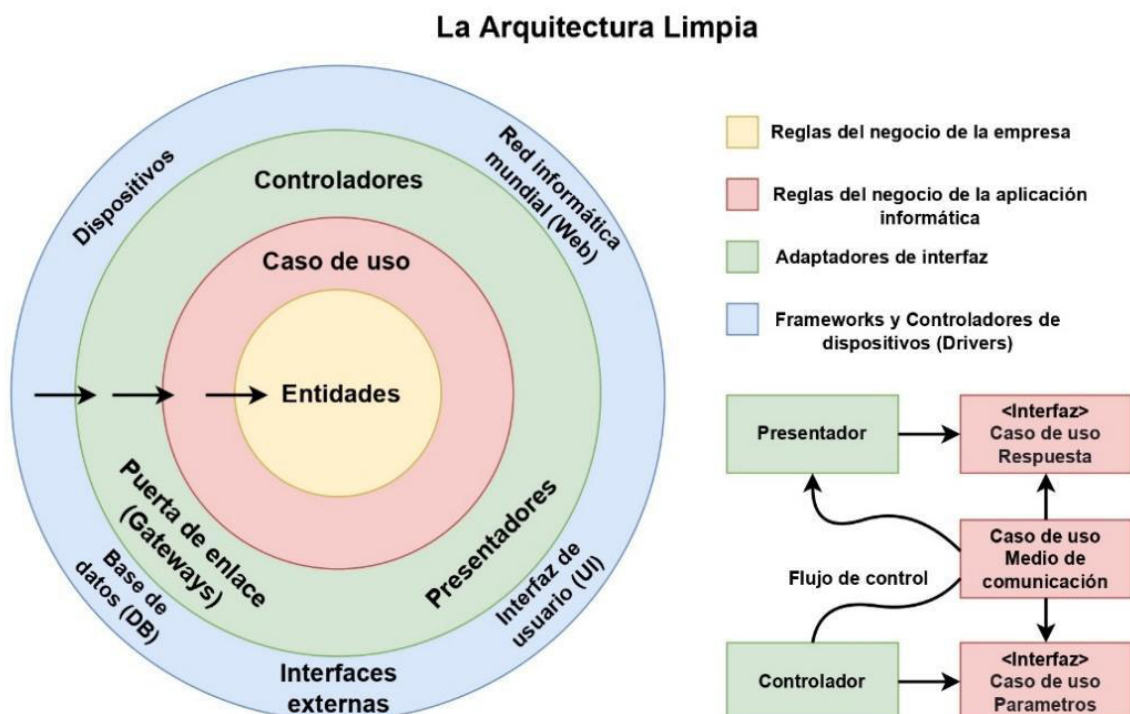 La Arquitectura Limpia
Dispositivos
Red informática
mundial (Web)
Controladores
Caso de uso
Entidades
Puerta de enlace
(Gateways)
Presentadores
Base de
datos (DB)
Interfaz de
usuario (UI)
Interfaces
externas
Reglas del negocio de la empresa
Reglas del negocio de la aplicación
informática
Adaptadores de interfaz
Frameworks y Controladores de
dispositivos (Drivers)
Presentador
<Interfaz>
Caso de uso
Respuesta
Caso de uso
Medio de
comunicación
Flujo de control
Controlador
<Interfaz>
Caso de uso
Parametros